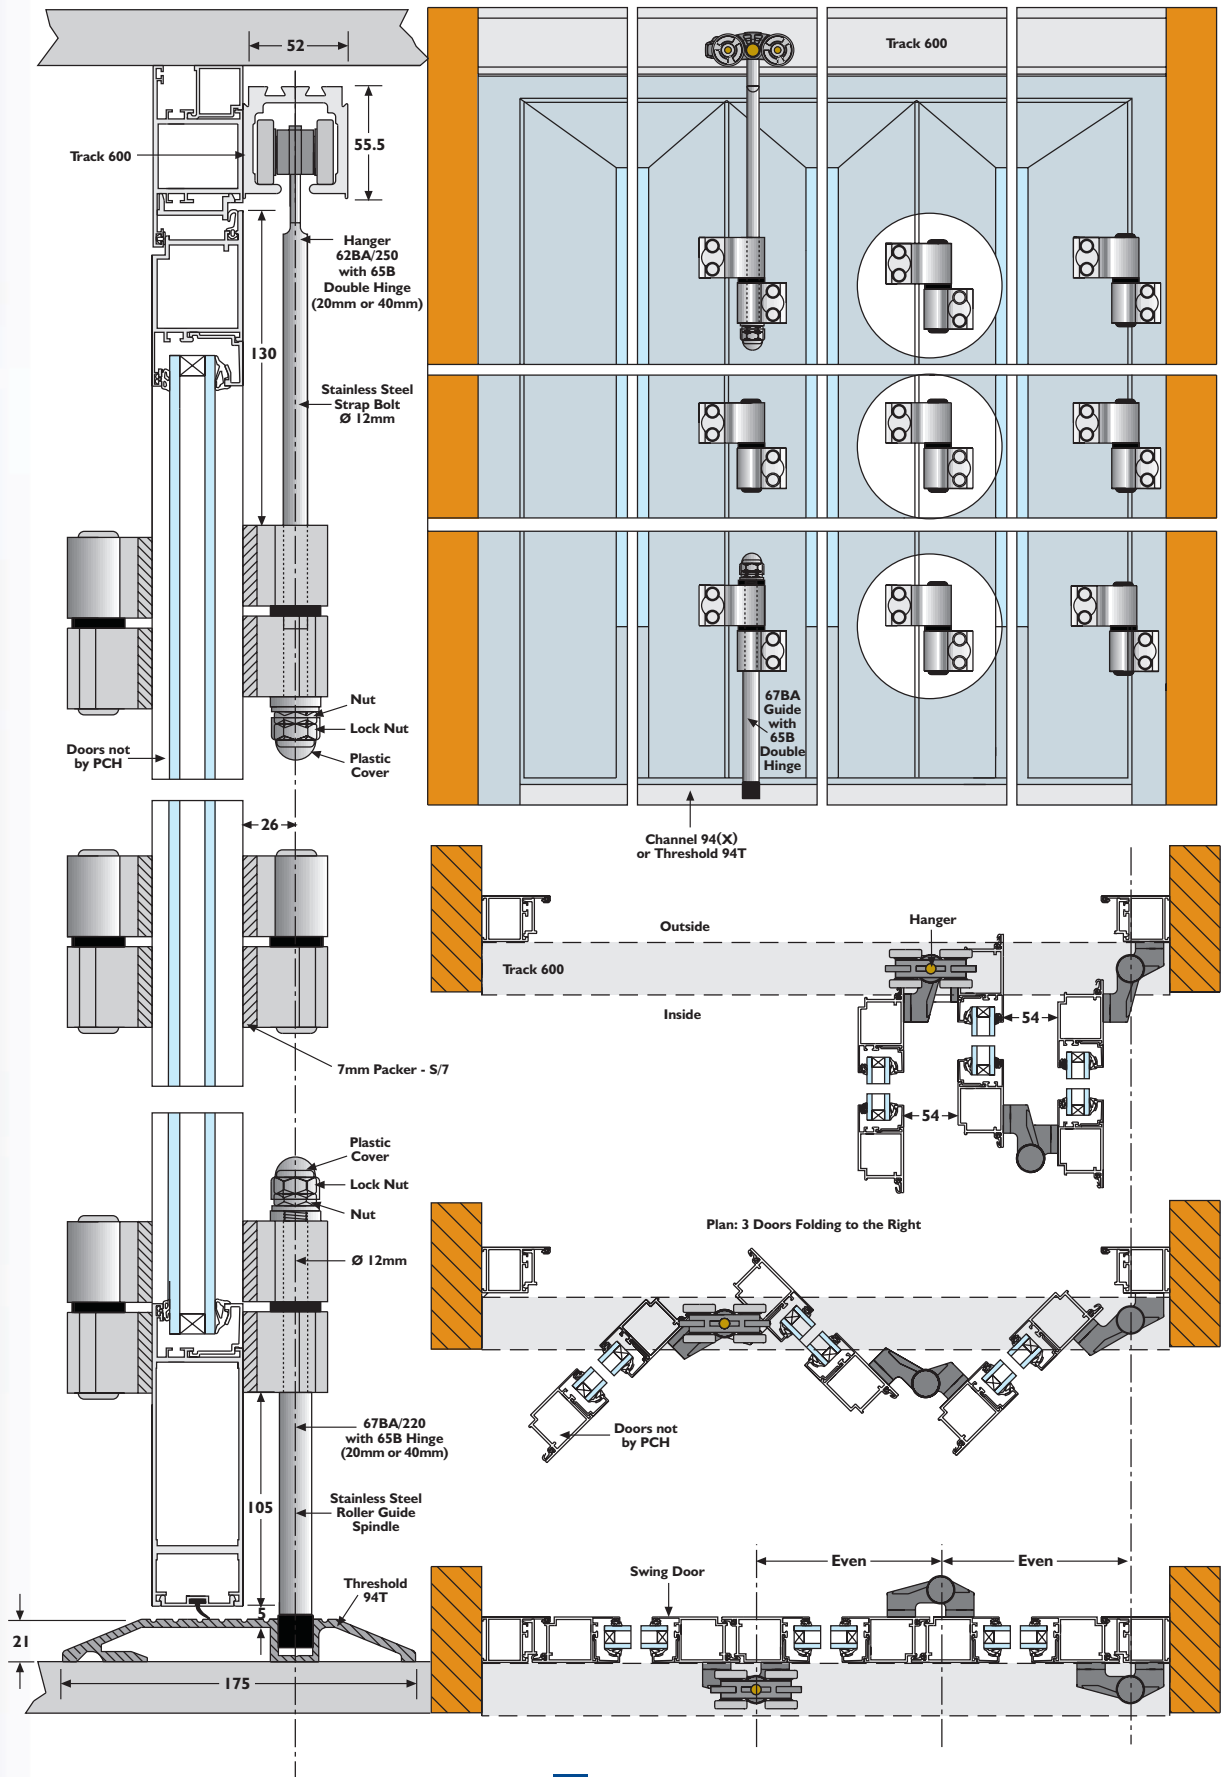 52
Track 600
55.5
Track 600
Hanger
62BA/250
with 65B
Double Hinge
(20mm or 40mm)
130
Stainless Steel
Strap Bolt
Ø 12mm
Nut
Lock Nut
Plastic
Cover
Doors not
by PCH
67BA
Guide
with
65B
Double
Hinge
26
Channel 94(X)
or Threshold 94T
Outside
Hanger
Track 600
Inside
54
54
7mm Packer - S/7
Plastic
Cover
Lock Nut
Nut
Ø 12mm
Plan: 3 Doors Folding to the Right
67BA/220
with 65B Hinge
(20mm or 40mm)
Doors not
by PCH
105
Stainless Steel
Roller Guide
Spindle
Even
Even
Swing Door
Threshold
94T
5
21
175